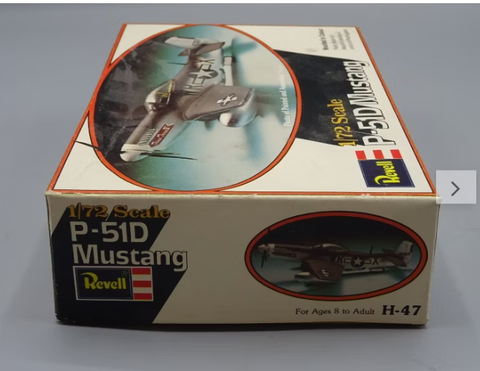 1/72 Scale
P-51D Mustang
Revell
1/72 Scale
P-51D
Mustang
Revell
For Ages 8 to Adult H-47